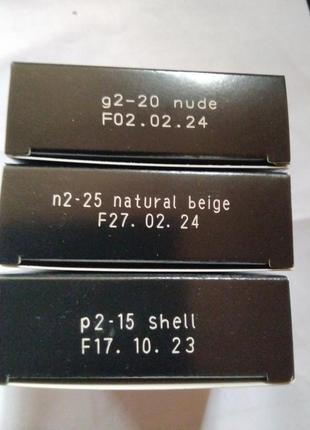 g2-20 nude
F02.02.24
n2-25 natural beige
F27. 02. 24
p2-15 shell
F17. 10. 23